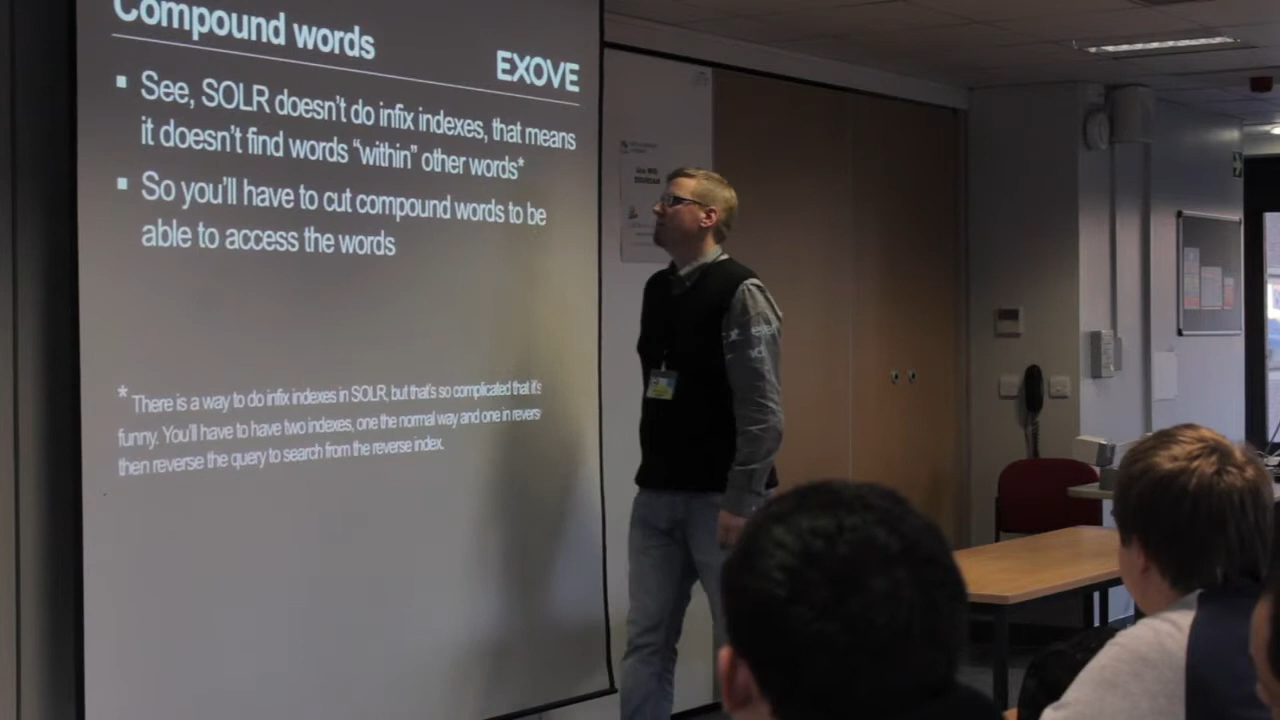 Compound words
EXOVE
See, SOLR doesn't do infix indexes, that means
it doesn't find words “within” other words*
So you'll have to cut compound words to be
able to access the words
* There is a way to do infix indexes in SOLR, but that's so complicated that it's
funny. You'll have to have two indexes, one the normal way and one in revers
then reverse the query to search from the reverse index.